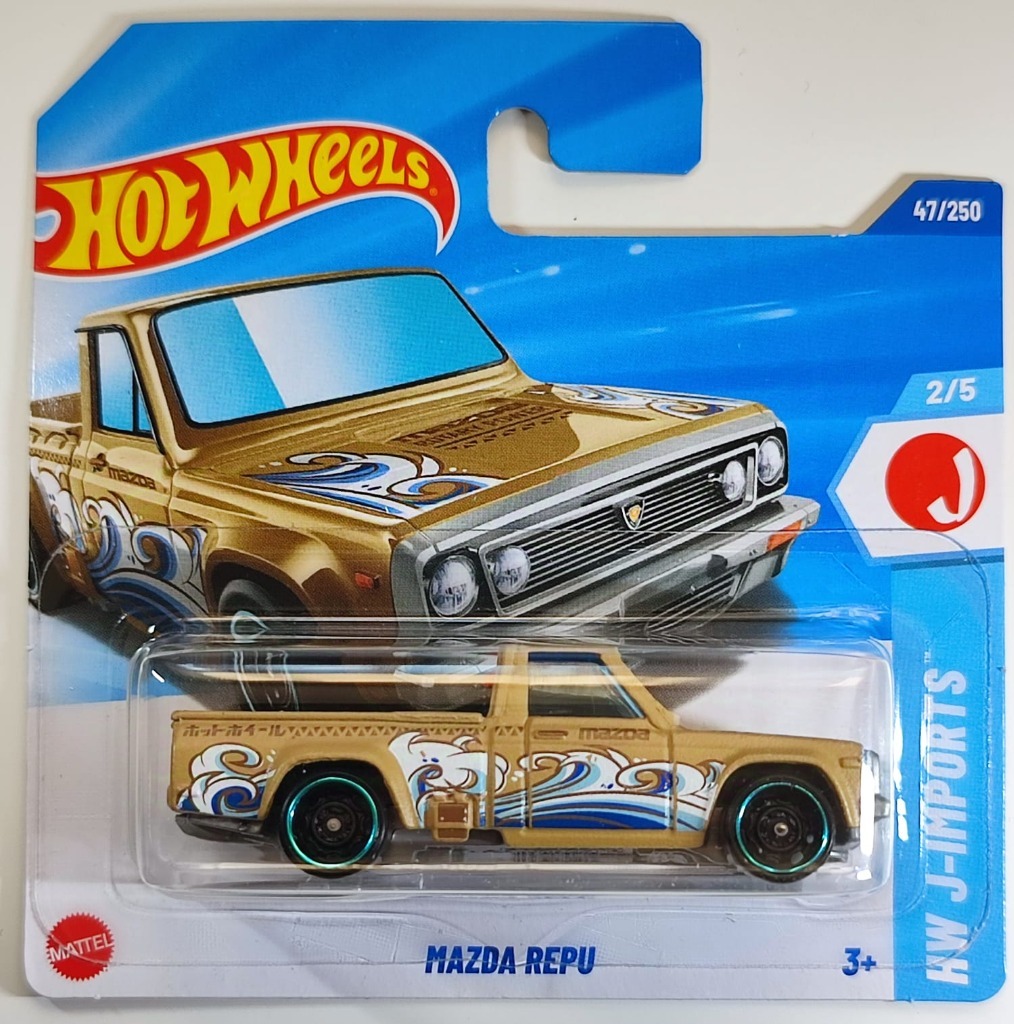 HOT WHEELS
47/250
2/5
J
mazda
HW J-IMPORTS™
ホットホイール
mazda
MATTEL
MAZDA REPU
3+